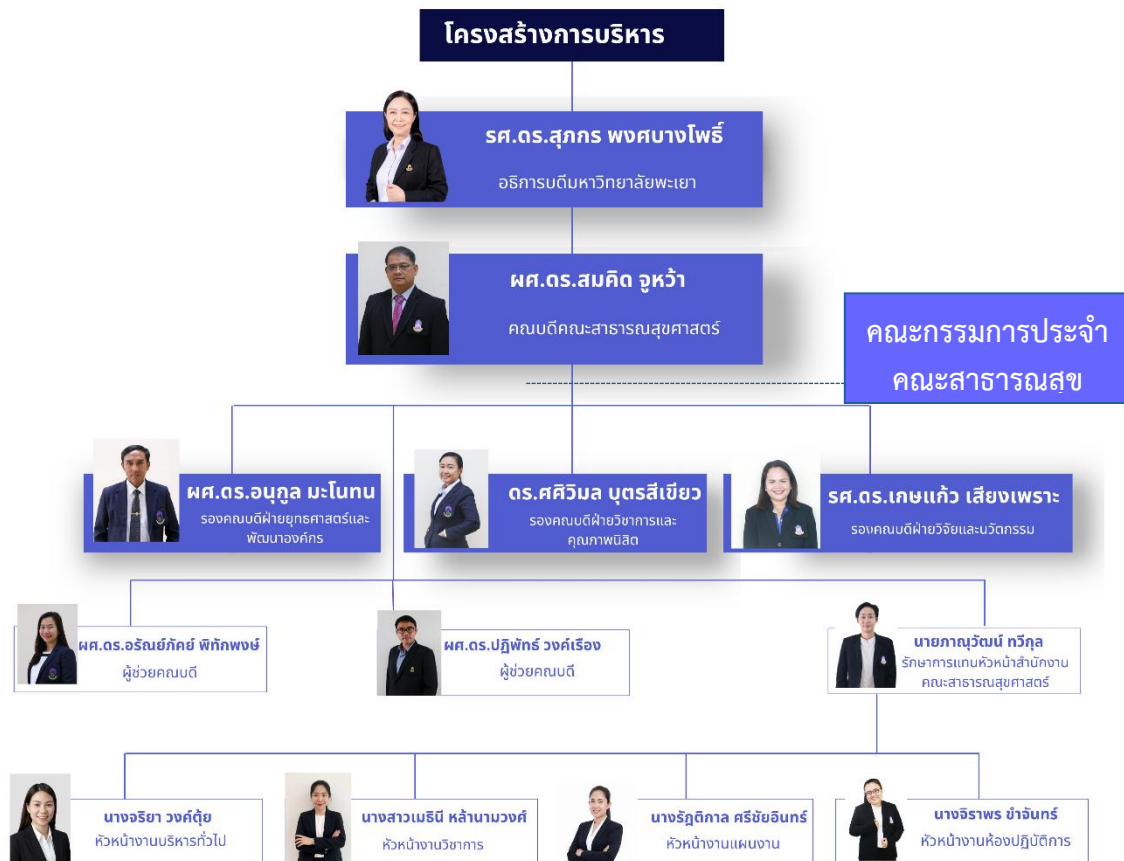 โครงสร้างการบริหาร
รศ.ดร.สุภกร พงศบางโพธิ์
อธิการบดีมหาวิทยาลัยพะเยา
ผศ.ดร.สมคิด จูหว้า
คณบดีคณะสาธารณสุขศาสตร์
คณะกรรมการประจำ
คณะสาธารณสุข
ผศ.ดร.อนุกูล มะโนทน
รองคณบดีฝ่ายยุทธศาสตร์และ
พัฒนาองค์กร
ดร.ศศิวิมล บุตรสีเขียว
รองคณบดีฝ่ายวิชาการและ
คุณภาพนิสิต
รศ.ดร.เกษแก้ว เสียงเพราะ
รองคณบดีฝ่ายวิจัยและนวัตกรรม
ผศ.ดร.อรัณย์ภัคย์ พิทักพงษ์
ผู้ช่วยคณบดี
ผศ.ดร.ปฏิพัทธ์ วงค์เรือง
ผู้ช่วยคณบดี
นายภาณุวัฒน์ ทวีกุล
รักษาการแทนหัวหน้าสำนักงาน
คณะสาธารณสุขศาสตร์
นางจริยา วงค์ตุ้ย
หัวหน้างานบริหารทั่วไป
นางสาวเมธินี หล้านามวงศ์
หัวหน้างานวิชาการ
นางรัฎติกาล ศรีชัยอินทร์
หัวหน้างานแผนงาน
นางจิราพร ขำจันทร์
หัวหน้างานห้องปฏิบัติการ